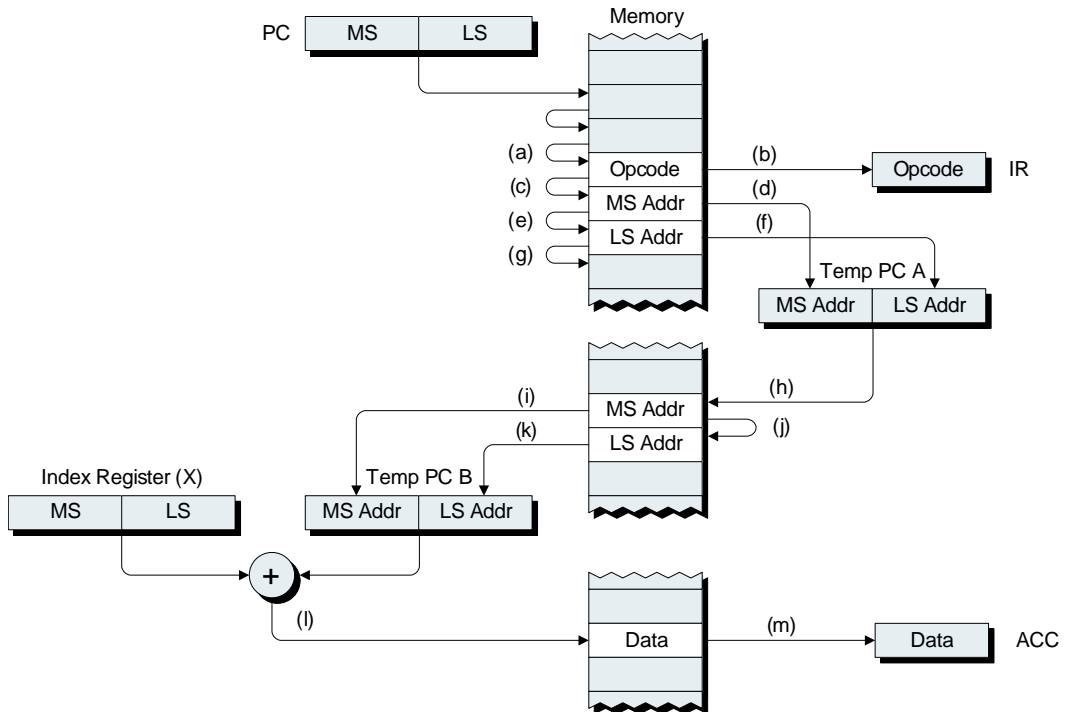 Memory
PC MS LS
(a) Opcode (b) Opcode IR
(c) MS Addr (d)
(e) LS Addr (f)
(g) Temp PC A
MS Addr LS Addr
(h)
(i) MS Addr (j)
(k) LS Addr
Index Register (X) Temp PC B
MS LS MS Addr LS Addr
+
(l) Data (m) Data ACC